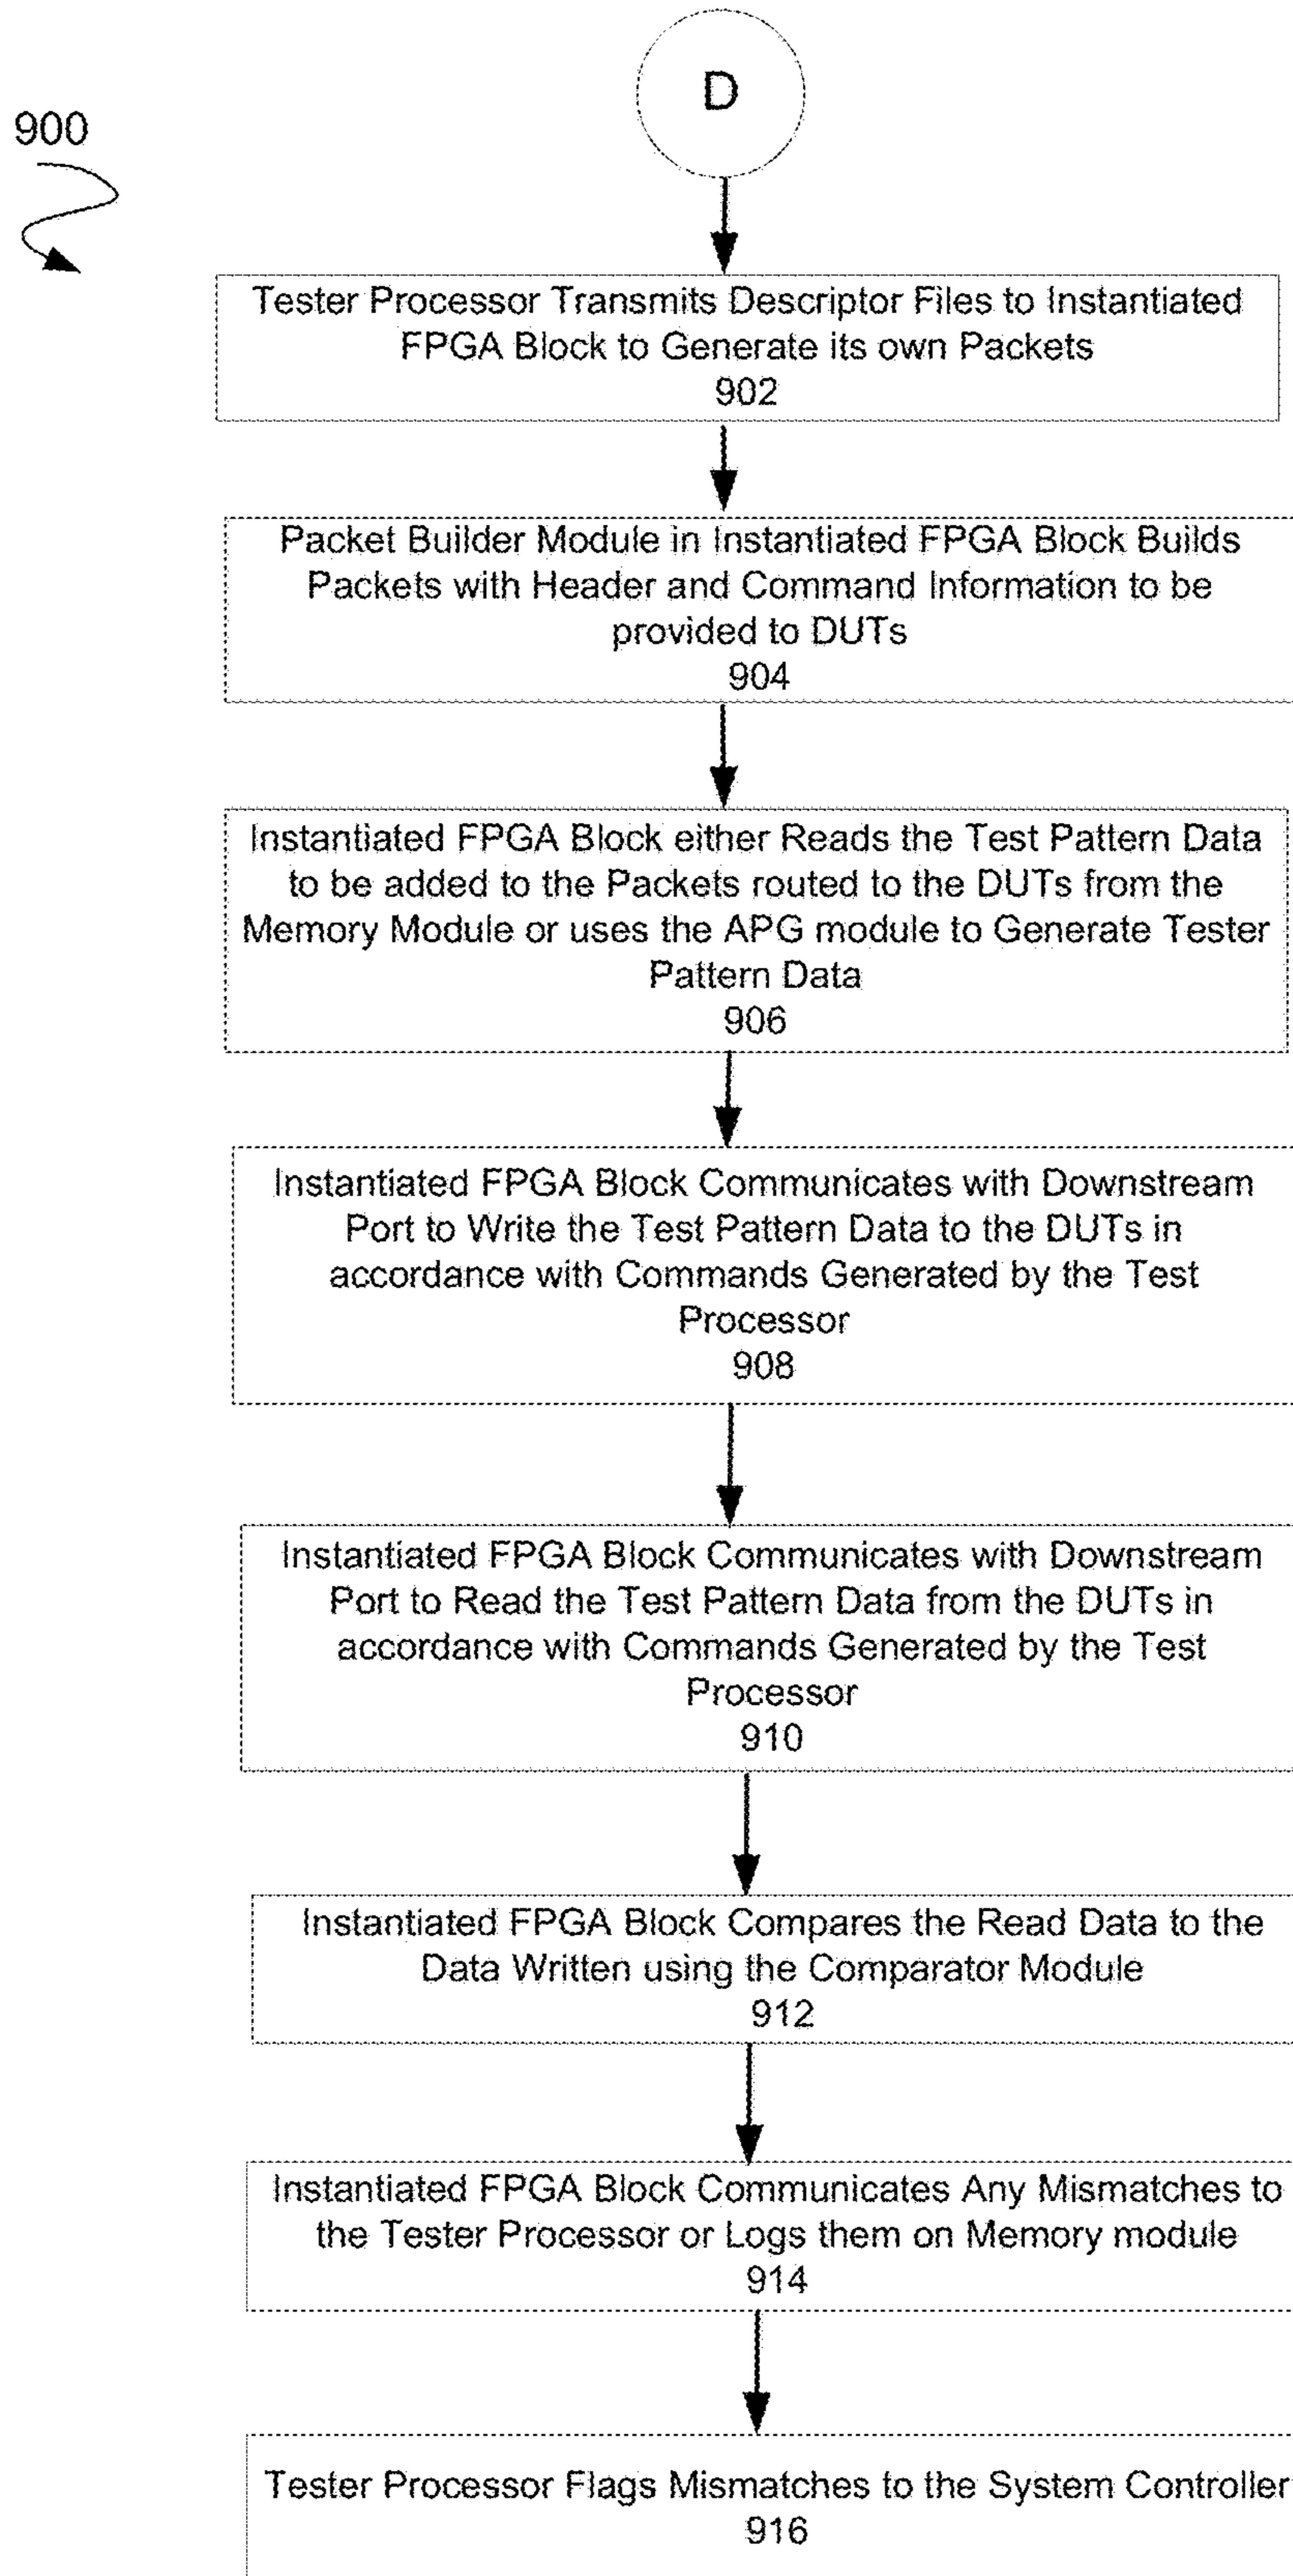 D
900
Tester Processor Transmits Descriptor Files to Instantiated
FPGA Block to Generate its own Packets
902
Packet Builder Module in Instantiated FPGA Block Builds
Packets with Header and Command Information to be
provided to DUTs
904
Instantiated FPGA Block either Reads the Test Pattern Data
to be added to the Packets routed to the DUTs from the
Memory Module or uses the APG module to Generate Tester
Pattern Data
906
Instantiated FPGA Block Communicates with Downstream
Port to Write the Test Pattern Data to the DUTs in
accordance with Commands Generated by the Test
Processor
908
Instantiated FPGA Block Communicates with Downstream
Port to Read the Test Pattern Data from the DUTs in
accordance with Commands Generated by the Test
Processor
910
Instantiated FPGA Block Compares the Read Data to the
Data Written using the Comparator Module
912
Instantiated FPGA Block Communicates Any Mismatches to
the Tester Processor or Logs them on Memory module
914
Tester Processor Flags Mismatches to the System Controller
916